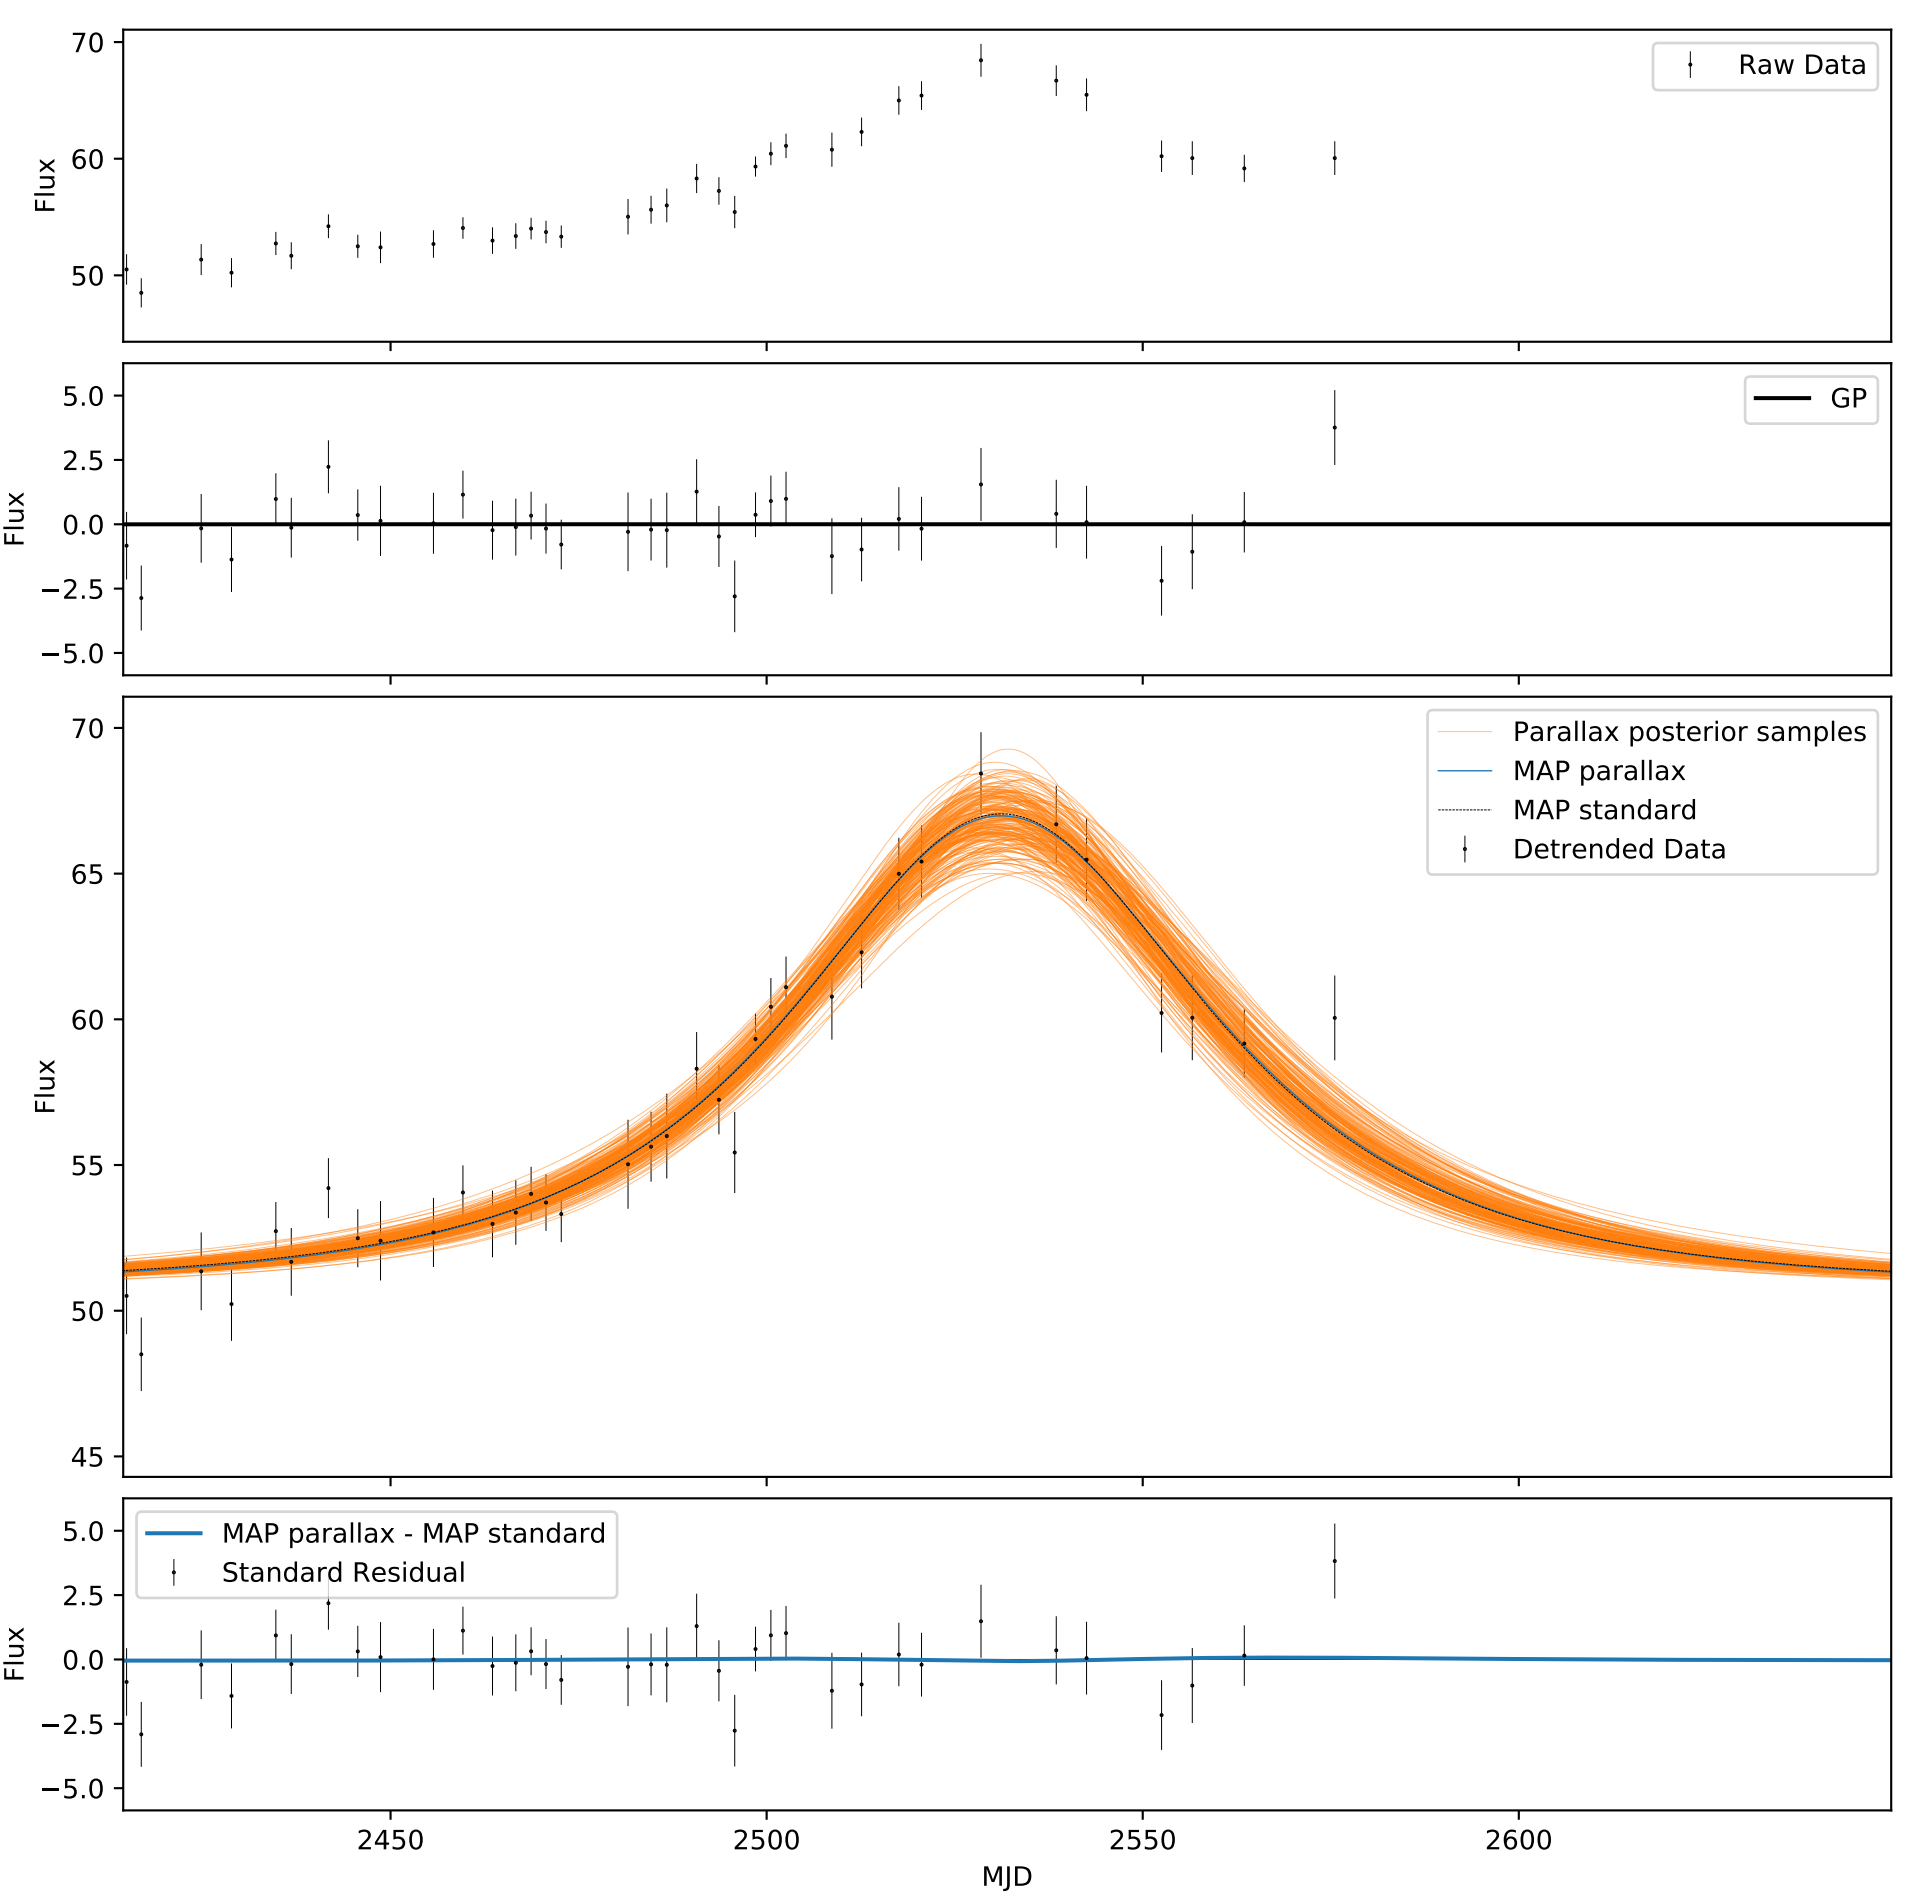 70
60
50
Flux
Raw Data
5.0
2.5
0.0
−2.5
−5.0
Flux
GP
70
65
60
55
50
45
Flux
Parallax posterior samples
MAP parallax
MAP standard
Detrended Data
5.0
2.5
0.0
−2.5
−5.0
Flux
MAP parallax - MAP standard
Standard Residual
2450
2500
2550
2600
MJD